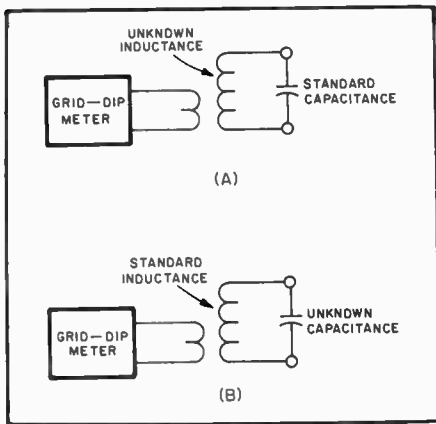 UNKNOWN
INDUCTANCE
GRID—DIP
METER
STANDARD
CAPACITANCE
(A)
STANDARD
INDUCTANCE
GRID—DIP
METER
UNKNOWN
CAPACITANCE
(B)